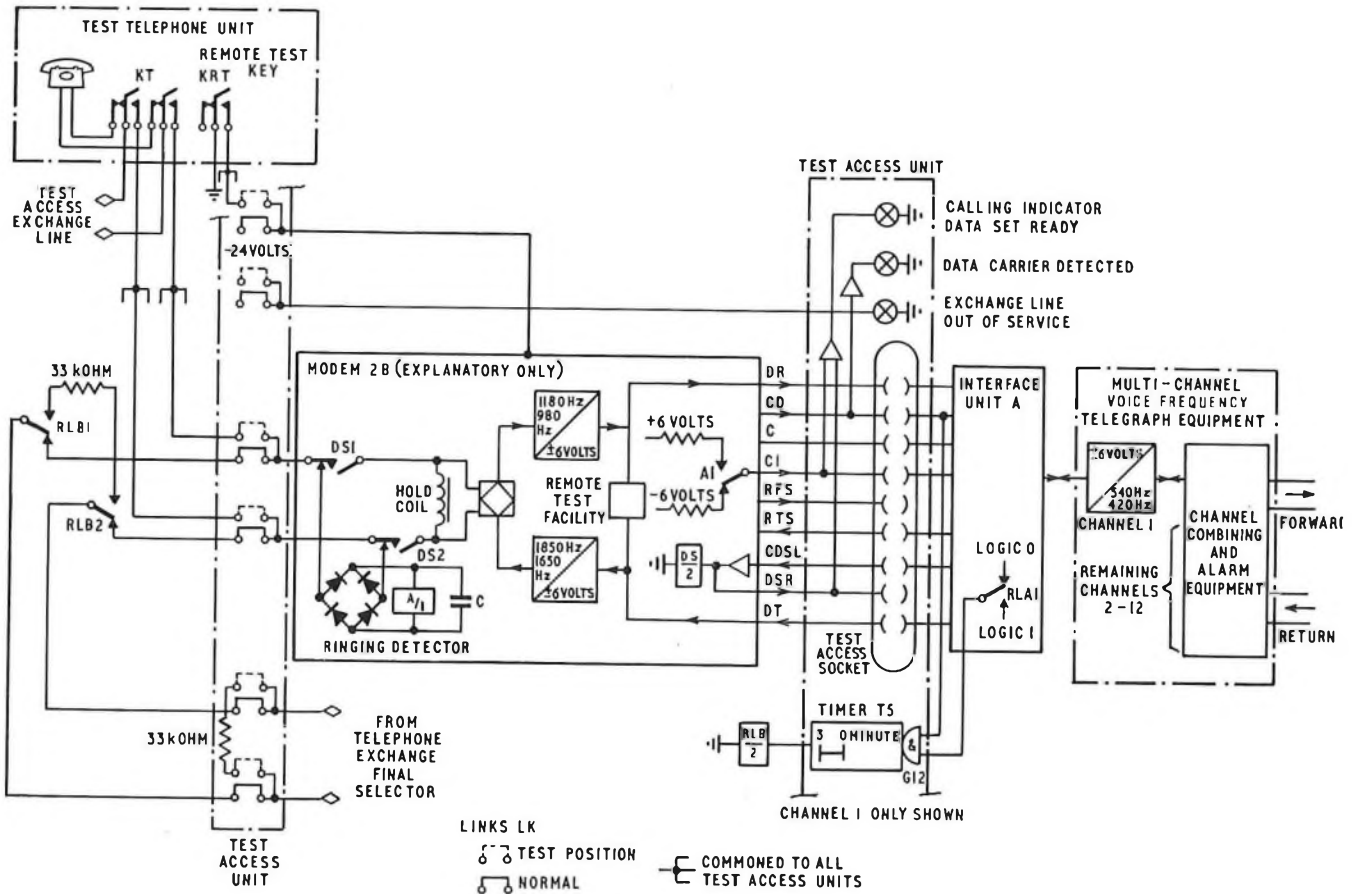 TEST TELEPHONE UNIT
REMOTE TEST
KT
KRT
KEY
TEST
ACCESS
EXCHANGE
LINE
-24VOLTS
TEST ACCESS UNIT
CALLING INDICATOR
DATA SET READY
DATA CARRIER DETECTED
EXCHANGE LINE
OUT OF SERVICE
33 kOHM
RLB1
RLB2
MODEM 2B (EXPLANATORY ONLY)
DS1
HOLD
COIL
DS2
1180Hz
980
Hz
±6VOLTS
1850Hz
1650
Hz
±6VOLTS
REMOTE
TEST
FACILITY
+6 VOLTS
A1
-6VOLTS
A/1
C
RINGING DETECTOR
DS
2
DR
CD
C
CI
RFS
RTS
CDSL
DSR
DT
TEST
ACCESS
SOCKET
INTERFACE
UNIT A
LOGIC 0
RLA1
LOGIC 1
MULTI-CHANNEL
VOICE FREQUENCY
TELEGRAPH EQUIPMENT
±6VOLTS
540Hz
420Hz
CHANNEL 1
REMAINING
CHANNELS
2-12
CHANNEL
COMBINING
AND
ALARM
EQUIPMENT
FORWARD
RETURN
33kOHM
FROM
TELEPHONE
EXCHANGE
FINAL
SELECTOR
TEST
ACCESS
UNIT
RLB
2
TIMER TS
3 0MINUTE
&
G12
CHANNEL 1 ONLY SHOWN
LINKS LK
TEST POSITION
NORMAL
COMMONED TO ALL
TEST ACCESS UNITS